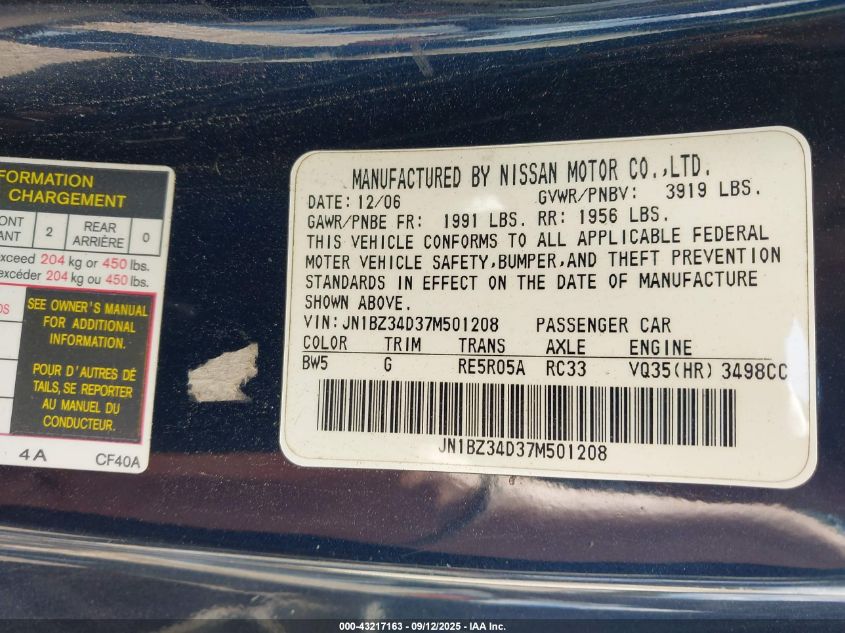 FORMATION
CHARGEMENT
ONT
ANT
2
REAR
ARRIÈRE
0
exceed 204 kg or 450 lbs.
excéder 204 kg ou 450 lbs.
SEE OWNER'S MANUAL
FOR ADDITIONAL
INFORMATION.
POUR D'AUTRES DÉ
TAILS,SE REPORTER
AU MANUEL DU
CONDUCTEUR.
4A CF40A
MANUFACTURED BY NISSAN MOTOR CO.,LTD.
DATE: 12/06 GVWR/PNBV: 3919 LBS.
GAWR/PNBE FR: 1991 LBS. RR: 1956 LBS.
THIS VEHICLE CONFORMS TO ALL APPLICABLE FEDERAL
MOTER VEHICLE SAFETY,BUMPER,AND THEFT PREVENTION
STANDARDS IN EFFECT ON THE DATE OF MANUFACTURE
SHOWN ABOVE.
VIN: JN1BZ34D37M501208 PASSENGER CAR
COLOR TRIM TRANS AXLE ENGINE
BW5 G RE5R05A RC33 VQ35(HR) 3498CC
JN1BZ34D37M501208
000-43217163 - 09/12/2025 - IAA Inc.